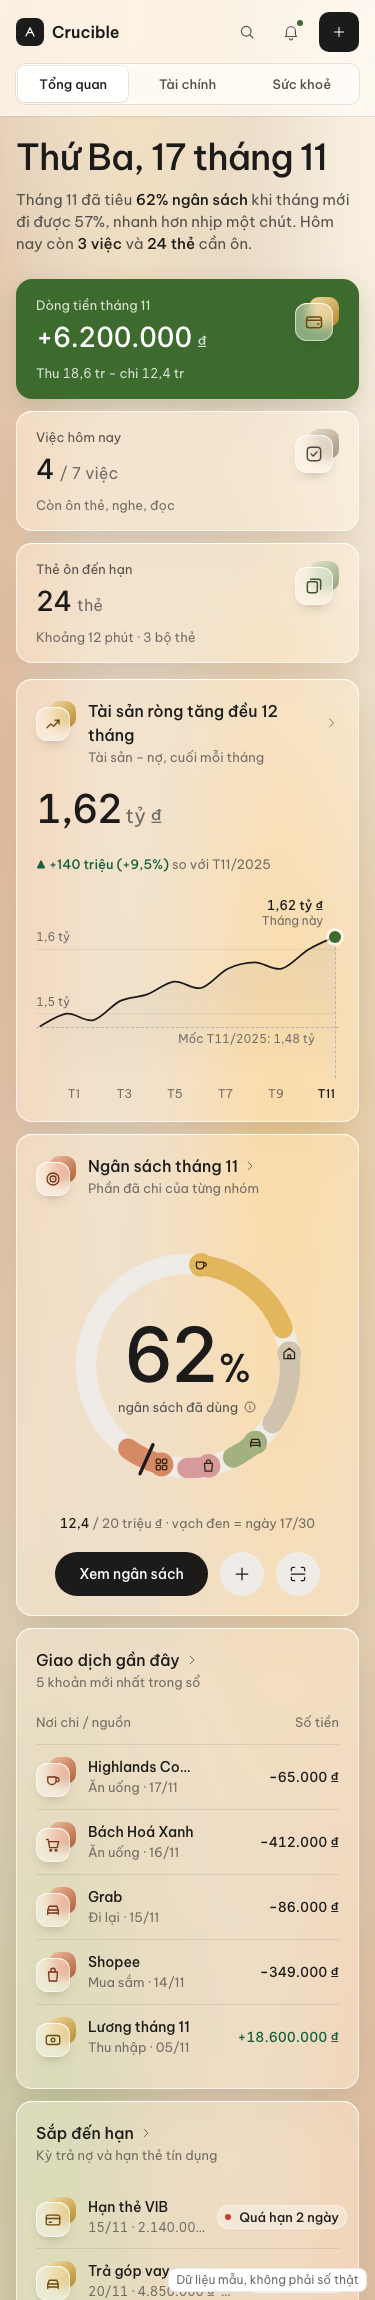 Crucible
Tổng quan
Tài chính
Sức khoẻ
Thứ Ba, 17 tháng 11
Tháng 11 đã tiêu 62% ngân sách khi tháng mới
đi được 57%, nhanh hơn nhịp một chút. Hôm
nay còn 3 việc và 24 thẻ cần ôn.
Dòng tiền tháng 11
+6.200.000 ₫
Thu 18,6 tr – chi 12,4 tr
Việc hôm nay
4 / 7 việc
Còn ôn thẻ, nghe, đọc
Thẻ ôn đến hạn
24 thẻ
Khoảng 12 phút · 3 bộ thẻ
Tài sản ròng tăng đều 12
tháng
Tài sản – nợ, cuối mỗi tháng
1,62 tỷ ₫
▲ +140 triệu (+9,5%) so với T11/2025
1,62 tỷ ₫
Tháng này
1,6 tỷ
1,5 tỷ
Mốc T11/2025: 1,48 tỷ
T1 T3 T5 T7 T9 T11
Ngân sách tháng 11
Phần đã chi của từng nhóm
62%
ngân sách đã dùng
12,4 / 20 triệu ₫ · vạch đen = ngày 17/30
Xem ngân sách
Giao dịch gần đây
5 khoản mới nhất trong sổ
Nơi chi / nguồn
Số tiền
Highlands Co...
Ăn uống · 17/11
−65.000 ₫
Bách Hoá Xanh
Ăn uống · 16/11
−412.000 ₫
Grab
Đi lại · 15/11
−86.000 ₫
Shopee
Mua sắm · 14/11
−349.000 ₫
Lương tháng 11
Thu nhập · 05/11
+18.600.000 ₫
Sắp đến hạn
Kỳ trả nợ và hạn thẻ tín dụng
Hạn thẻ VIB
15/11 · 2.140.00...
Quá hạn 2 ngày
Trả góp vay
20/11 · 4.850.000 ₫ ...
Dữ liệu mẫu, không phải số thật